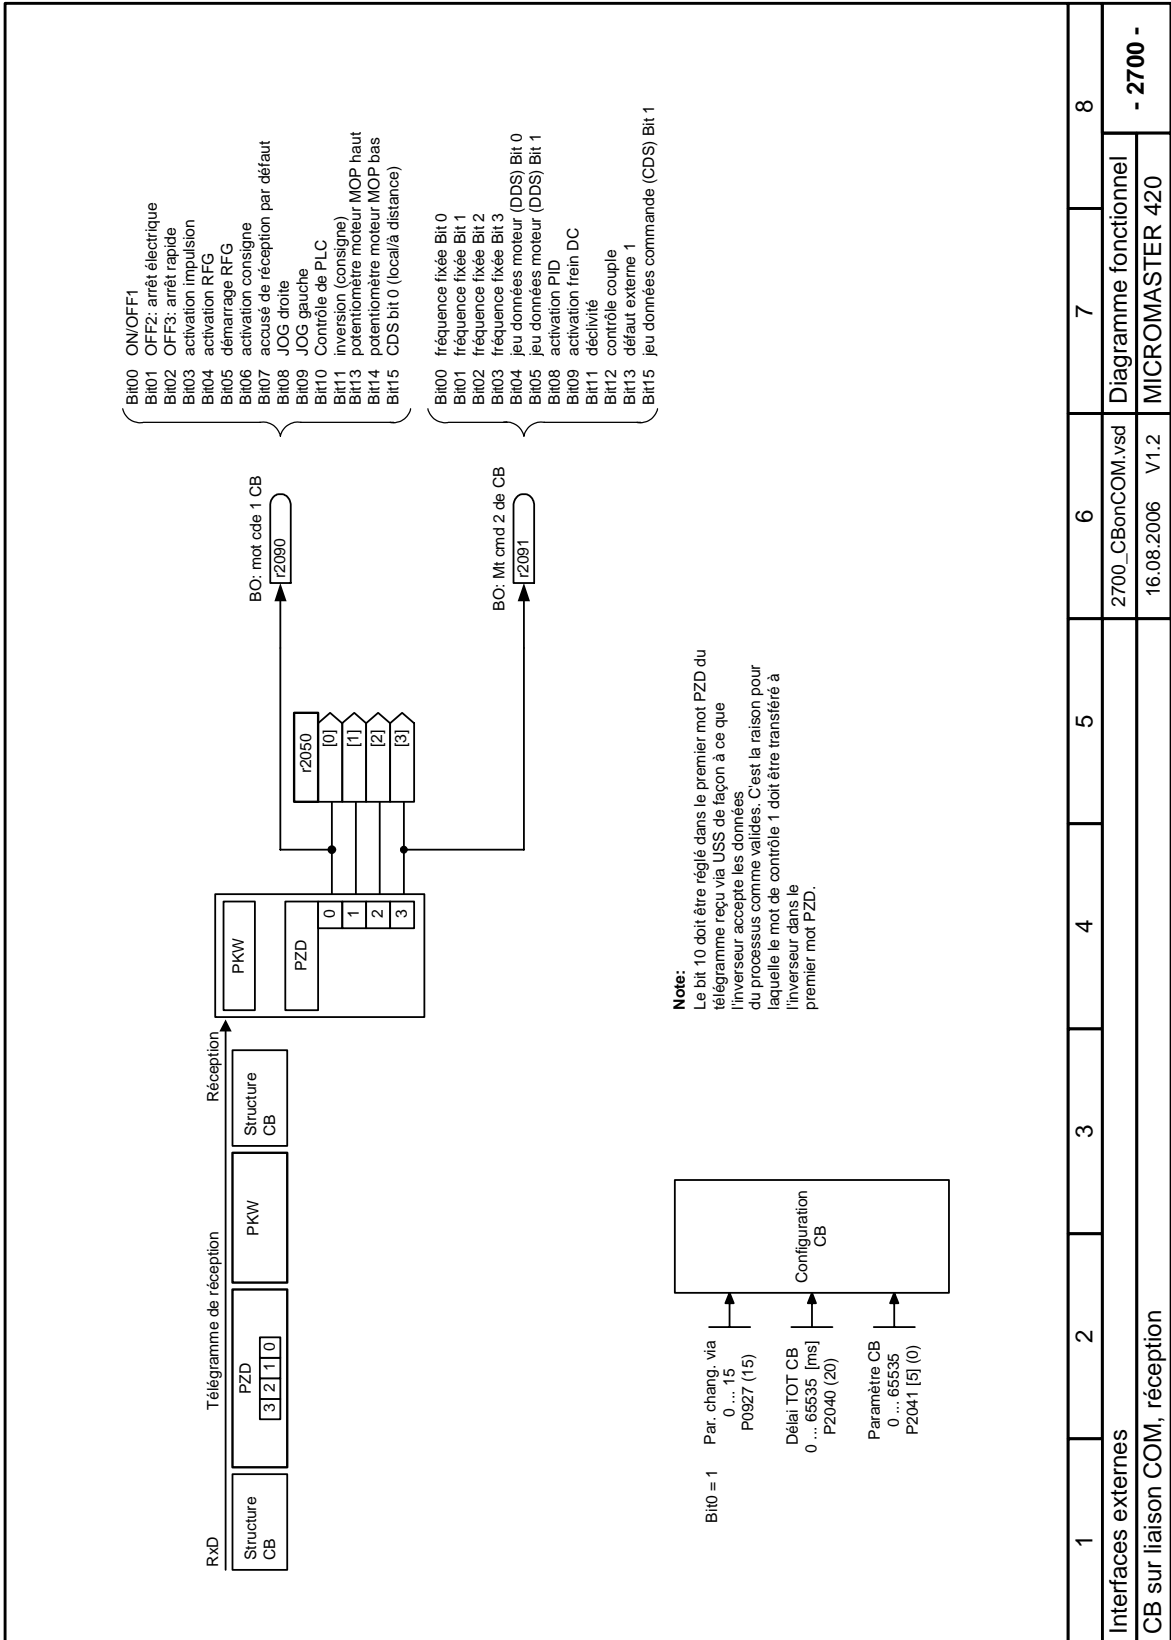 RxD
Télégramme de réception
Réception
Structure
CB
PZD
3 2 1 0
PKW
Structure
CB
PKW
PZD
0
1
2
3
r2050
[0]
[1]
[2]
[3]
BO: mot cde 1 CB
r2090
BO: Mt cmd 2 de CB
r2091
Bit00 ON/OFF1
Bit01 OFF2: arrêt électrique
Bit02 OFF3: arrêt rapide
Bit03 activation impulsion
Bit04 activation RFG
Bit05 démarrage RFG
Bit06 activation consigne
Bit07 accusé de réception par défaut
Bit08 JOG droite
Bit09 JOG gauche
Bit10 Contrôle de PLC
Bit11 inversion (consigne)
Bit13 potentiomètre moteur MOP haut
Bit14 potentiomètre moteur MOP bas
Bit15 CDS bit 0 (local/à distance)
Bit00 fréquence fixée Bit 0
Bit01 fréquence fixée Bit 1
Bit02 fréquence fixée Bit 2
Bit03 fréquence fixée Bit 3
Bit04 jeu données moteur (DDS) Bit 0
Bit05 jeu données moteur (DDS) Bit 1
Bit08 activation PID
Bit09 activation frein DC
Bit11 déclivité
Bit12 contrôle couple
Bit13 défaut externe 1
Bit15 jeu données commande (CDS) Bit 1
Bit0 = 1
Par. chang. via
0 ... 15
P0927 (15)
Délai TOT CB
0 ... 65535 [ms]
P2040 (20)
Paramètre CB
0 ... 65535
P2041 [5] (0)
Configuration
CB
Note:
Le bit 10 doit être réglé dans le premier mot PZD du
télégramme reçu via USS de façon à ce que
l'inverseur accepte les données
du processus comme valides. C'est la raison pour
laquelle le mot de contrôle 1 doit être transféré à
l'inverseur dans le
premier mot PZD.
1 2 3 4 5 6 7 8
Interfaces externes
2700_CBonCOM.vsd
Diagramme fonctionnel
- 2700 -
CB sur liaison COM, réception
16.08.2006 V1.2
MICROMASTER 420